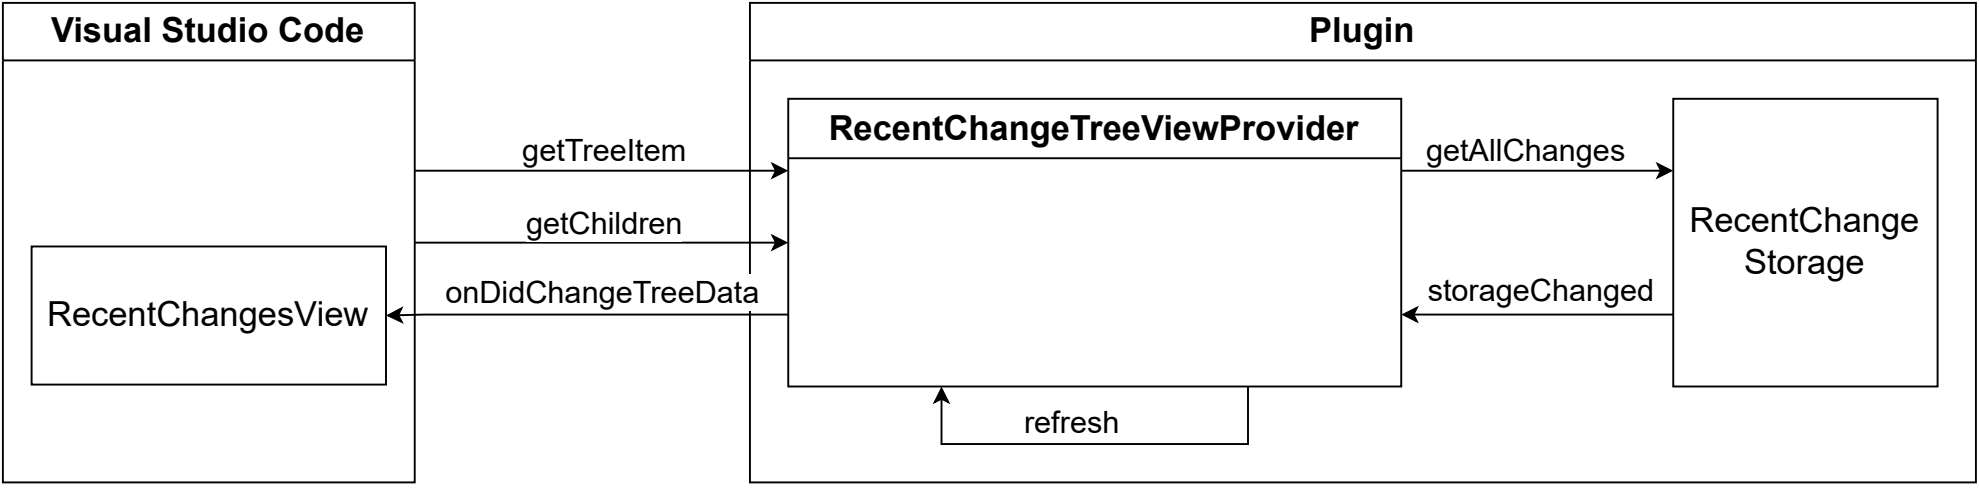 Visual Studio Code
RecentChangesView
getTreeItem
getChildren
onDidChangeTreeData
Plugin
RecentChangeTreeViewProvider
refresh
getAllChanges
storageChanged
RecentChange
Storage